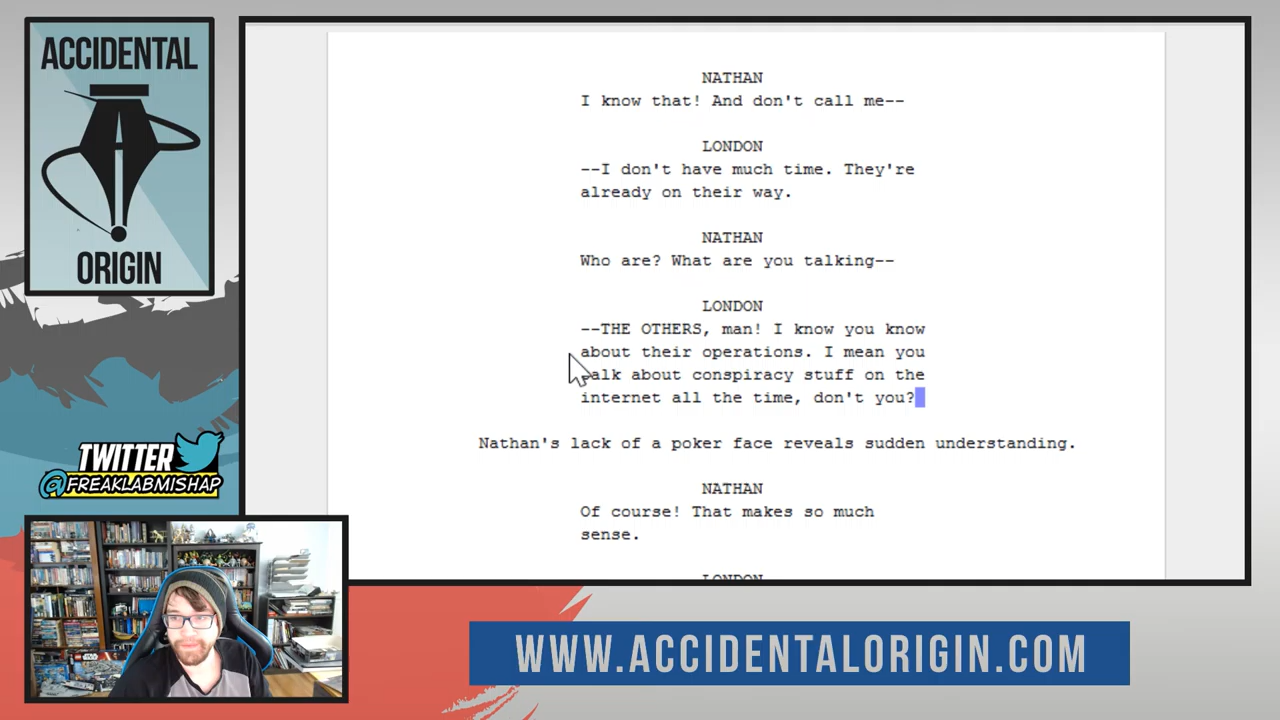 ACCIDENTAL
ORIGIN
NATHAN
I know that! And don't call me--
LONDON
--I don't have much time. They're
already on their way.
NATHAN
Who are? What are you talking--
LONDON
--THE OTHERS, man! I know you know
about their operations. I mean you
talk about conspiracy stuff on the
internet all the time, don't you?
Nathan's lack of a poker face reveals sudden understanding.
NATHAN
Of course! That makes so much
sense.
LONDON
TWITTER
@FREAKLABMISHAP
WWW.ACCIDENTALORIGIN.COM